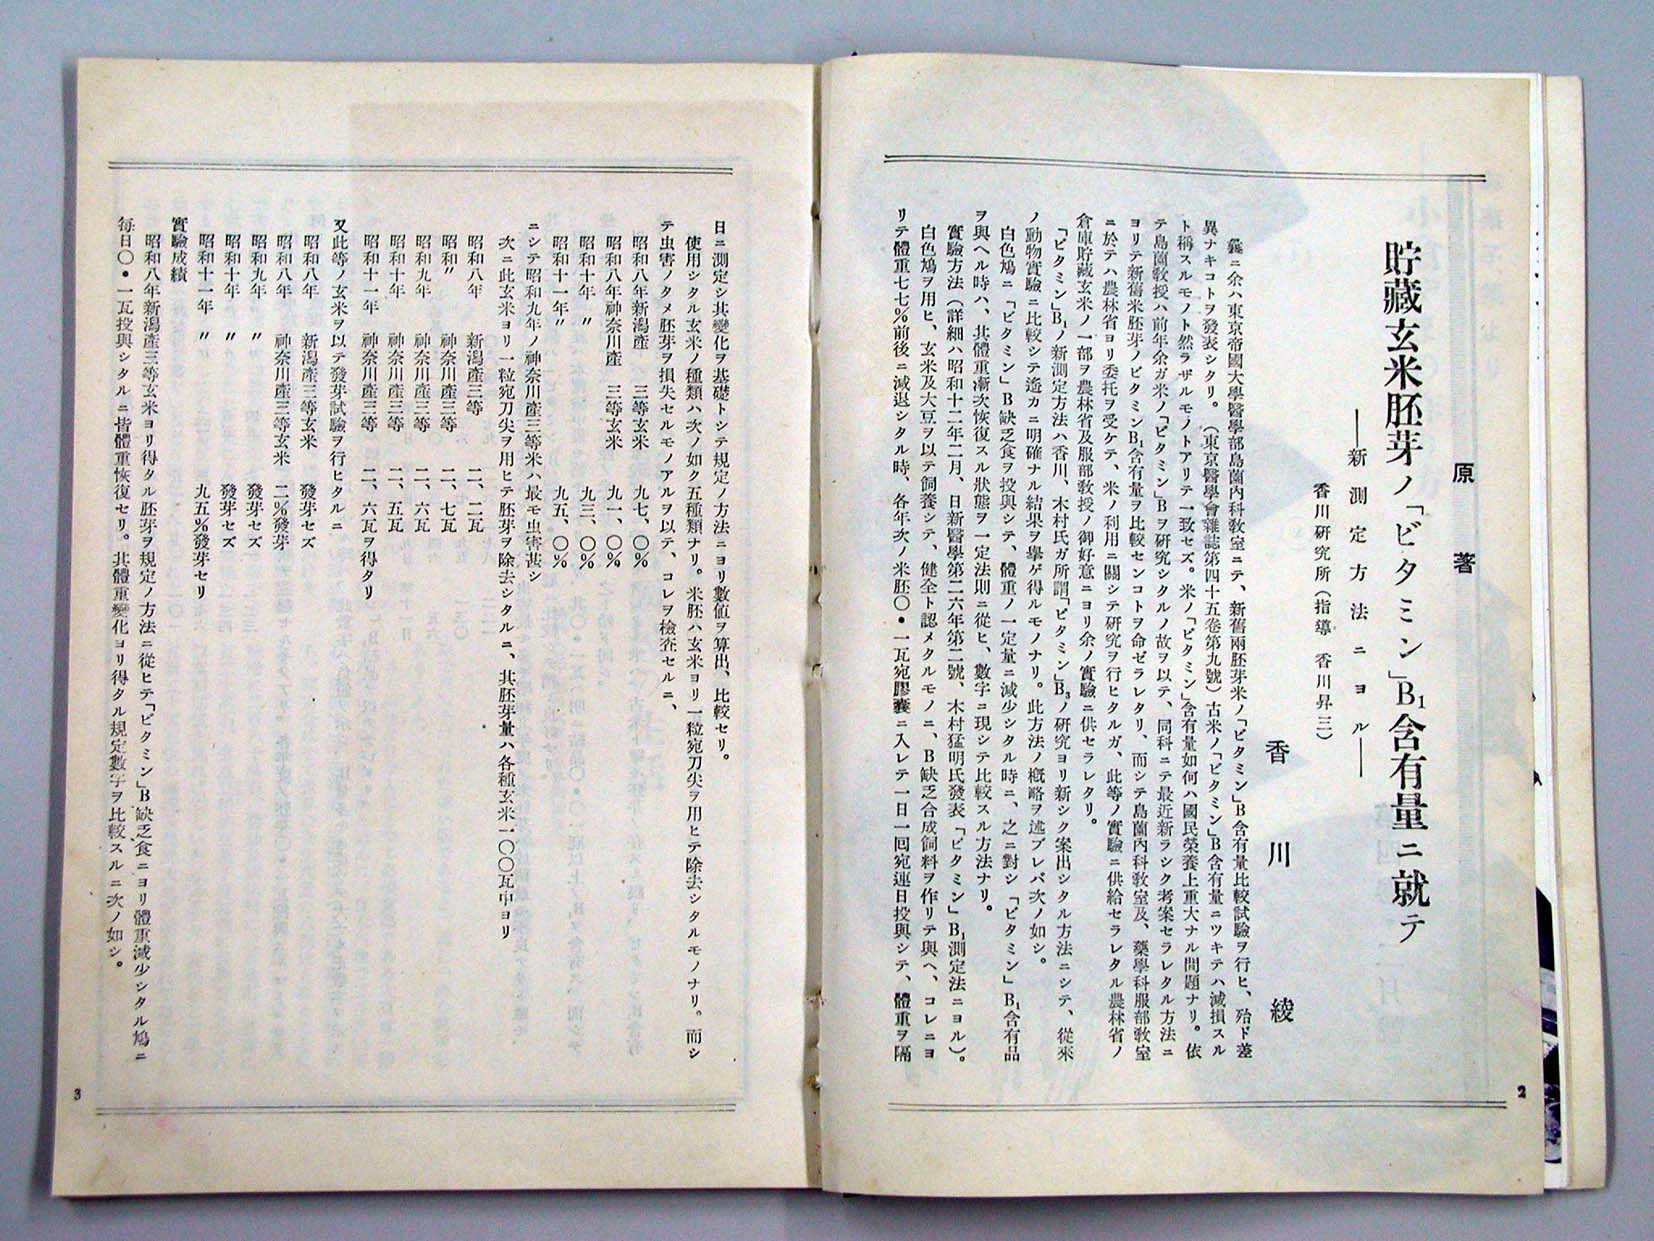 原著
貯藏玄米胚芽ノ「ビタミン」B₁含有量ニ就テ
―新測定方法ニヨル―
香川研究所(指導 香川昇三)
香川綾
曩ニ余ハ東京帝國大學醫學部島薗內科教室ニテ、新舊兩胚芽米ノ「ビタミン」B含有量比較試驗ヲ行ヒ、殆ド差
異ナキコトヲ發表シタリ。(東京醫學會雜誌第四十五卷第九號)古米ノ「ビタミン」B含有量ニツキテハ減損スル
ト稱スルモノト然ラザルモノトアリテ一致セズ。米ノ「ビタミン」含有量如何ハ國民榮養上重大ナル問題ナリ。依
テ島薗教授ハ前年余ガ米ノ「ビタミン」Bヲ研究シタルノ故ヲ以テ、同科ニテ最近新ラシク考案セラレタル方法ニ
ヨリテ新舊米胚芽ノビタミンB₁含有量ヲ比較センコトヲ命ゼラレタリ、而シテ島薗內科教室及、藥學科服部教室
ニ於テハ農林省ヨリ委托ヲ受ケテ、米ノ利用ニ關シテ研究ヲ行ヒタルガ、此等ノ實驗ニ供給セラレタル農林省ノ
倉庫貯藏玄米ノ一部ヲ農林省及服部教授ノ御好意ニヨリ余ノ實驗ニ供セラレタリ。
「ビタミン」B₁ノ新測定方法ハ香川、木村氏ガ所謂「ビタミン」B₃ノ研究ヨリ新シク案出シタル方法ニシテ、從來
ノ動物實驗ニ比較シテ遙カニ明確ナル結果ヲ擧ゲ得ルモノナリ。此方法ノ槪略ヲ述ブレバ次ノ如シ。
白色鳩ニ「ビタミン」B缺乏食ヲ投與シテ、體重ノ一定量ニ減少シタル時ニ、之ニ對シ「ビタミン」B₁含有品
ヲ與ヘル時ハ、其體重漸次恢復スル狀態ヲ一定法則ニ從ヒ、數字ニ現シテ比較スル方法ナリ。
實驗方法(詳細ハ昭和十二年二月、日新醫學第二六年第二號、木村猛明氏發表「ビタミン」B₁測定法ニヨル)。
白色鳩ヲ用ヒ、玄米及大豆ヲ以テ飼養シテ、健全ト認メタルモノニ、B缺乏合成飼料ヲ作リテ與ヘ、コレニヨ
リテ體重七七%前後ニ減退シタル時、各年次ノ米胚〇・一瓦宛膠囊ニ入レテ一日一回宛連日投與シテ、體重ヲ隔
2
日ニ測定シ其變化ヲ基礎トシテ規定ノ方法ニヨリ數値ヲ算出、比較セリ。
使用シタル玄米ノ種類ハ次ノ如ク五種類ナリ。米胚ハ玄米ヨリ一粒宛刀尖ヲ用ヒテ除去シタルモノナリ。而シ
テ虫害ノタメ胚芽ヲ損失セルモノアルヲ以テ、コレヲ檢査セルニ、
昭和八年新潟產 三等玄米 九七、〇%
昭和八年神奈川產 三等玄米 九一、〇%
昭和十年〃 九三、〇%
昭和十一年〃 九五、〇%
ニシテ昭和九年ノ神奈川產三等米ハ最モ虫害甚シ
次ニ此玄米ヨリ一粒宛刀尖ヲ用ヒテ胚芽ヲ除去シタルニ、其胚芽量ハ各種玄米一〇〇瓦中ヨリ
昭和八年 新潟產三等 二、二瓦
昭和〃 神奈川產三等 二、七瓦
昭和九年 神奈川產三等 二、六瓦
昭和十年 神奈川產三等 二、五瓦
昭和十一年 神奈川產三等 二、六瓦ヲ得タリ
又此等ノ玄米ヲ以テ發芽試驗ヲ行ヒタルニ
昭和八年 新潟產三等玄米 發芽セズ
昭和八年 神奈川產三等玄米 二%發芽
昭和九年 〃 發芽セズ
昭和十年 〃 發芽セズ
昭和十一年 〃 九五%發芽セリ
實驗成績
昭和八年新潟產三等玄米ヨリ得タル胚芽ヲ規定ノ方法ニ從ヒテ「ビタミン」B缺乏食ニヨリ體重減少シタル鳩ニ
每日〇・一瓦投與シタルニ皆體重恢復セリ。其體重變化ヨリ得タル規定數字ヲ比較スルニ次ノ如シ。
3